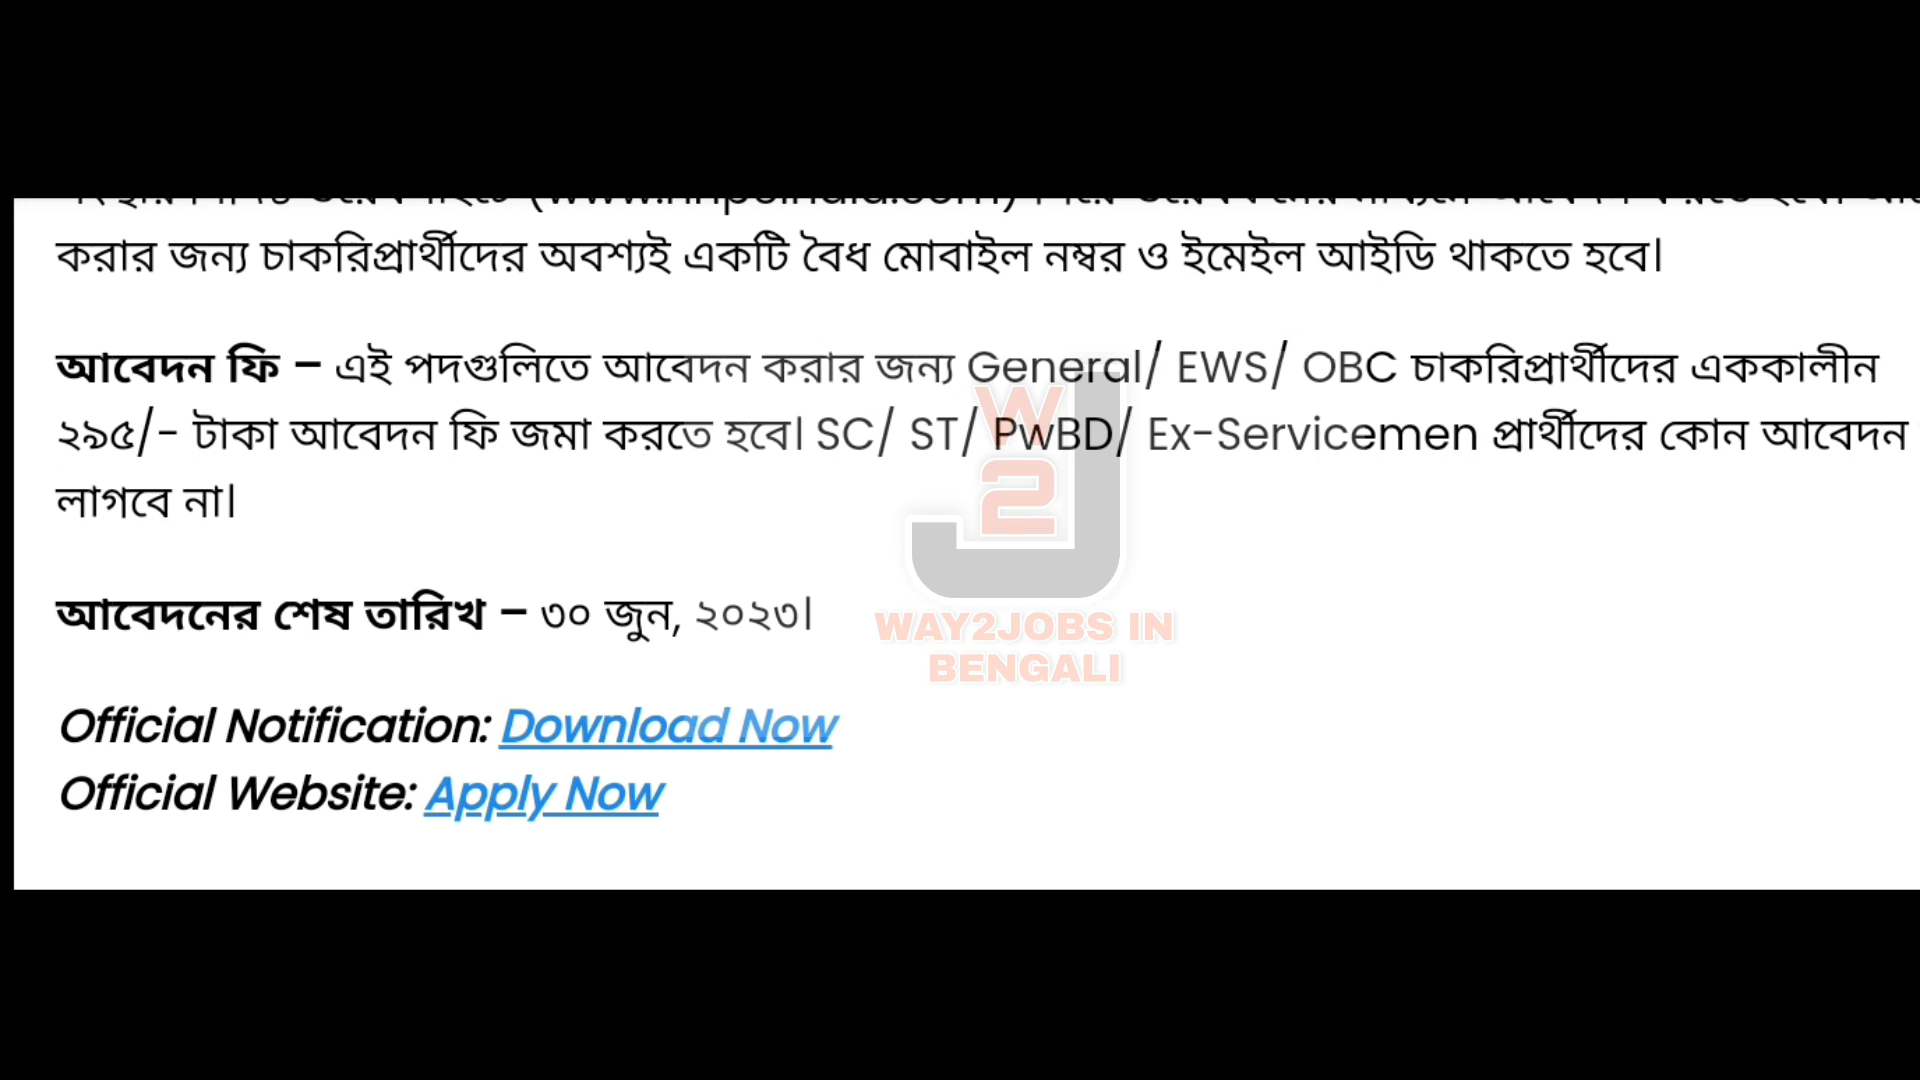 করার জন্য চাকরিপ্রার্থীদের অবশ্যই একটি বৈধ মোবাইল নম্বর ও ইমেইল আইডি থাকতে হবে।
আবেদন ফি – এই পদগুলিতে আবেদন করার জন্য General/ EWS/ OBC চাকরিপ্রার্থীদের এককালীন
২৯৫/- টাকা আবেদন ফি জমা করতে হবে। SC/ ST/ PwBD/ Ex-Servicemen প্রার্থীদের কোন আবেদন
লাগবে না।
W
2
J
WAY2JOBS IN
BENGALI
আবেদনের শেষ তারিখ – ৩০ জুন, ২০২৩।
Official Notification: Download Now
Official Website: Apply Now